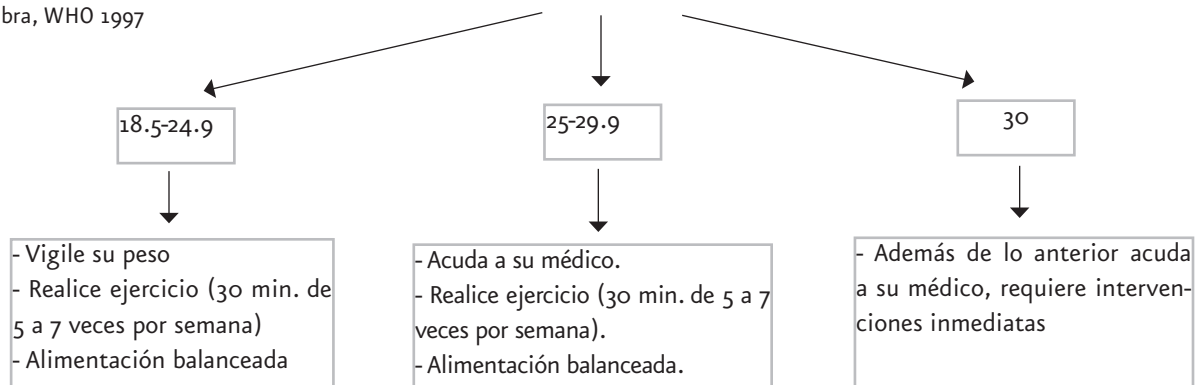 bra, WHO 1997
18.5-24.9
25-29.9
30
- Vigile su peso
- Realice ejercicio (30 min. de
5 a 7 veces por semana)
- Alimentación balanceada
- Acuda a su médico.
- Realice ejercicio (30 min. de 5 a 7
veces por semana).
- Alimentación balanceada.
- Además de lo anterior acuda
a su médico, requiere interven-
ciones inmediatas